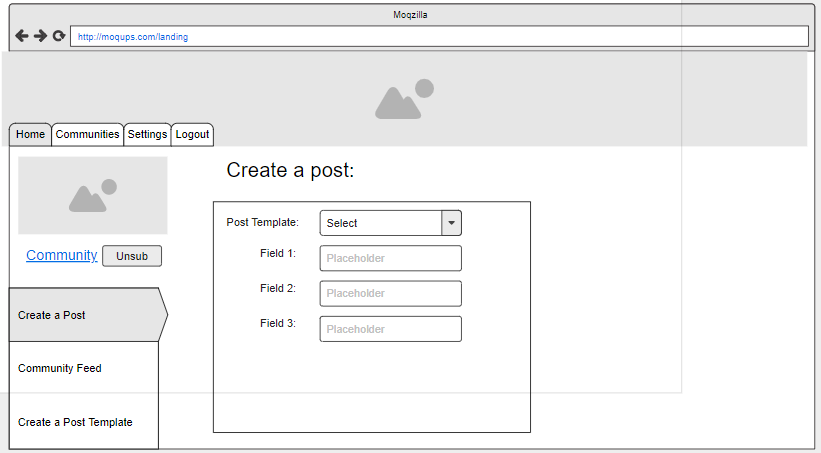 Moqzilla
http://moqups.com/landing
Home Communities Settings Logout
Create a post:
Community Unsub
Post Template: Select
Field 1: Placeholder
Field 2: Placeholder
Field 3: Placeholder
Create a Post
Community Feed
Create a Post Template